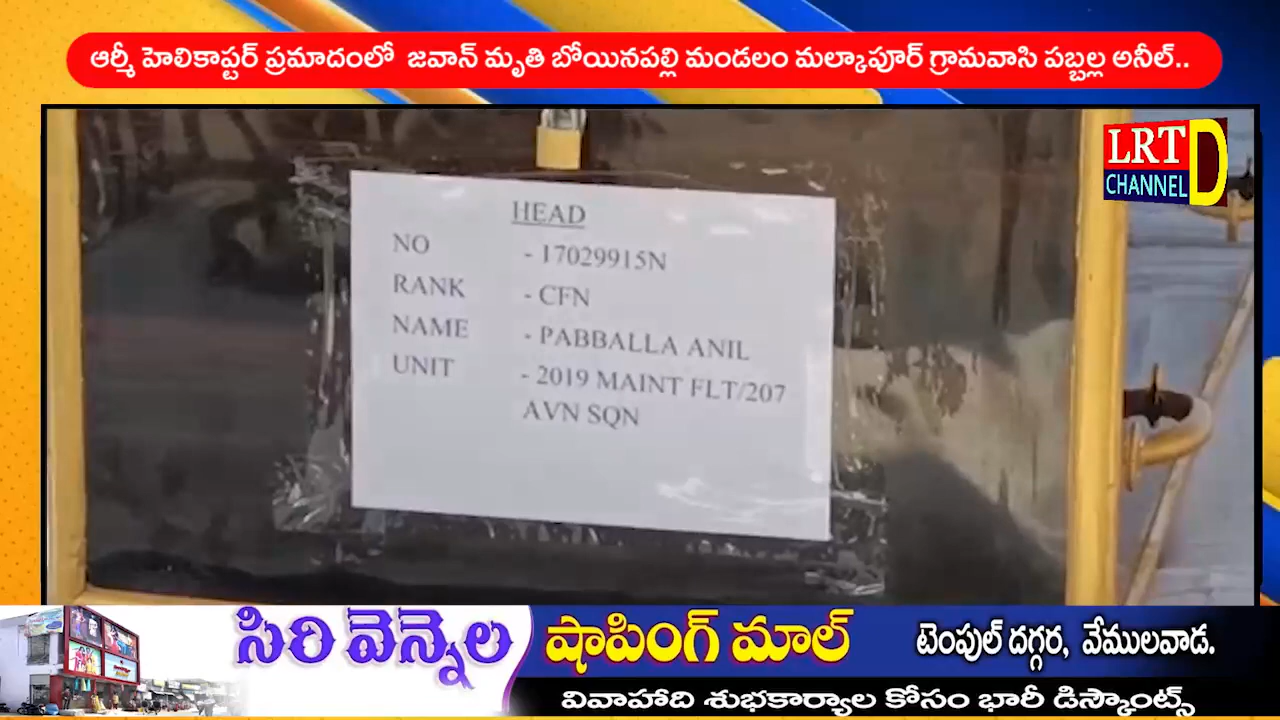 ఆర్మీ హెలికాప్టర్ ప్రమాదంలో జవాన్ మృతి బోయినపల్లి మండలం మల్కాపూర్ గ్రామవాసి పబ్బల్ల అనీల్..
LRT D
CHANNEL
HEAD
NO - 17029915N
RANK - CFN
NAME - PABBALLA ANIL
UNIT - 2019 MAINT FLT/207
AVN SQN
సిరి వెన్నెల షాపింగ్ మాల్ టెంపుల్ దగ్గర, వేములవాడ.
వివాహాది శుభకార్యాల కోసం భారీ డిస్కౌంట్స్